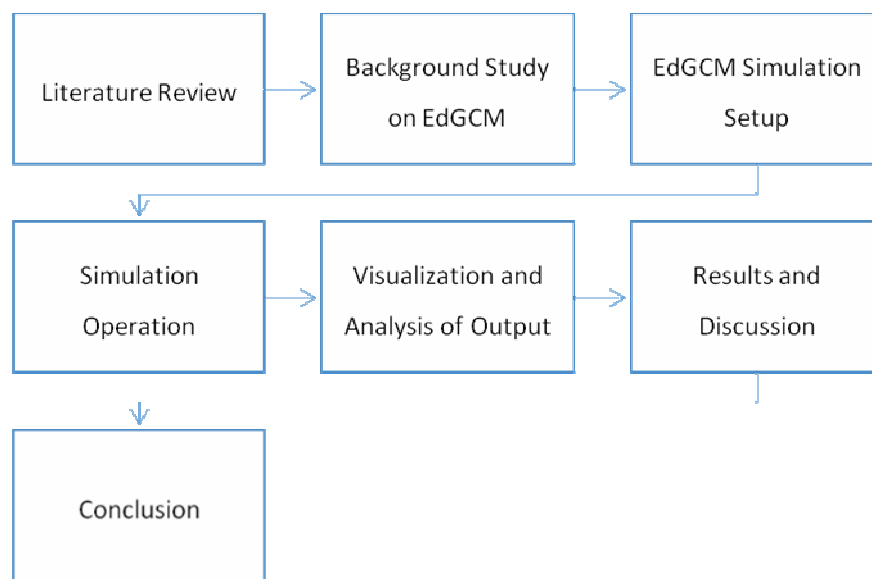 Literature Review
Background Study
on EdGCM
EdGCM Simulation
Setup
Simulation
Operation
Visualization and
Analysis of Output
Results and
Discussion
Conclusion